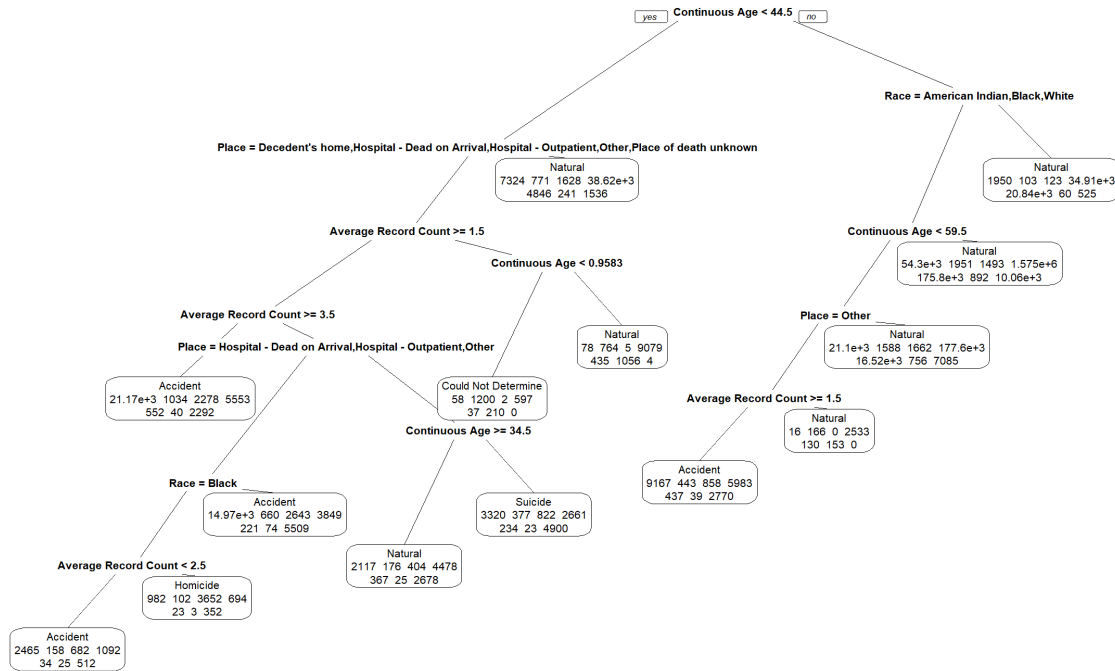 Continuous Age < 44.5
yes
no
Race = American Indian,Black,White
Place = Decedent's home,Hospital - Dead on Arrival,Hospital - Outpatient,Other,Place of death unknown
Natural
7324 771 1628 38.62e+3
4846 241 1536
Natural
1950 103 123 34.91e+3
20.84e+3 60 525
Average Record Count >= 1.5
Continuous Age < 59.5
Natural
54.3e+3 1951 1493 1.575e+6
175.8e+3 892 10.06e+3
Continuous Age < 0.9583
Average Record Count >= 3.5
Place = Other
Natural
78 764 5 9079
435 1056 4
Natural
21.1e+3 1588 1662 177.6e+3
16.52e+3 756 7085
Place = Hospital - Dead on Arrival,Hospital - Outpatient,Other
Accident
21.17e+3 1034 2278 5553
552 40 2292
Could Not Determine
58 1200 2 597
37 210 0
Average Record Count >= 1.5
Natural
16 166 0 2533
130 153 0
Continuous Age >= 34.5
Accident
9167 443 858 5983
437 39 2770
Race = Black
Accident
14.97e+3 660 2643 3849
221 74 5509
Suicide
3320 377 822 2661
234 23 4900
Natural
2117 176 404 4478
367 25 2678
Average Record Count < 2.5
Homicide
982 102 3652 694
23 3 352
Accident
2465 158 682 1092
34 25 512